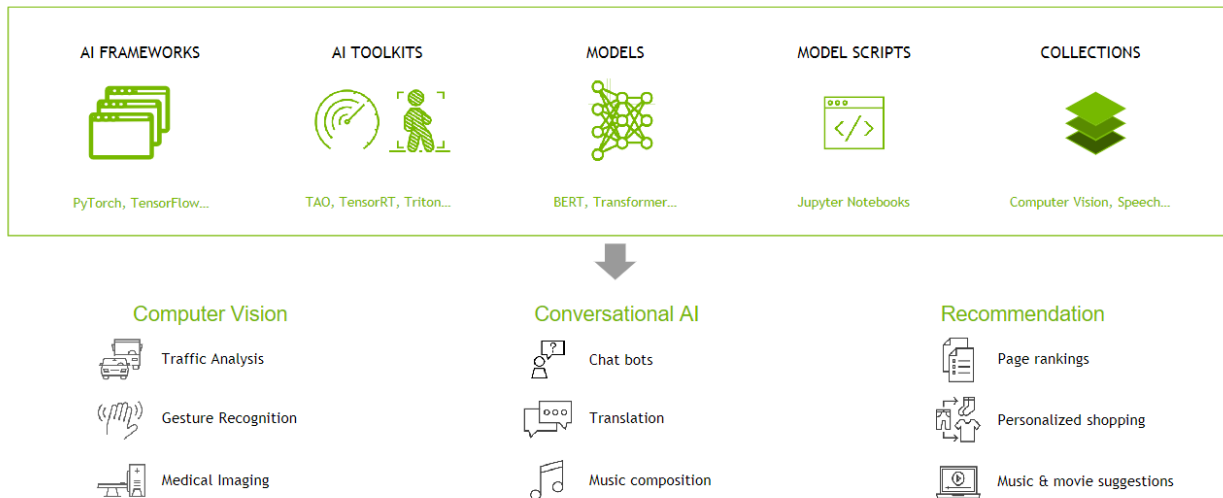 AI FRAMEWORKS
AI TOOLKITS
MODELS
MODEL SCRIPTS
COLLECTIONS
</>
PyTorch, TensorFlow…
TAO, TensorRT, Triton…
BERT, Transformer…
Jupyter Notebooks
Computer Vision, Speech…
Computer Vision
Conversational AI
Recommendation
Traffic Analysis
?
Chat bots
Page rankings
Gesture Recognition
Translation
Personalized shopping
Medical Imaging
Music composition
Music & movie suggestions